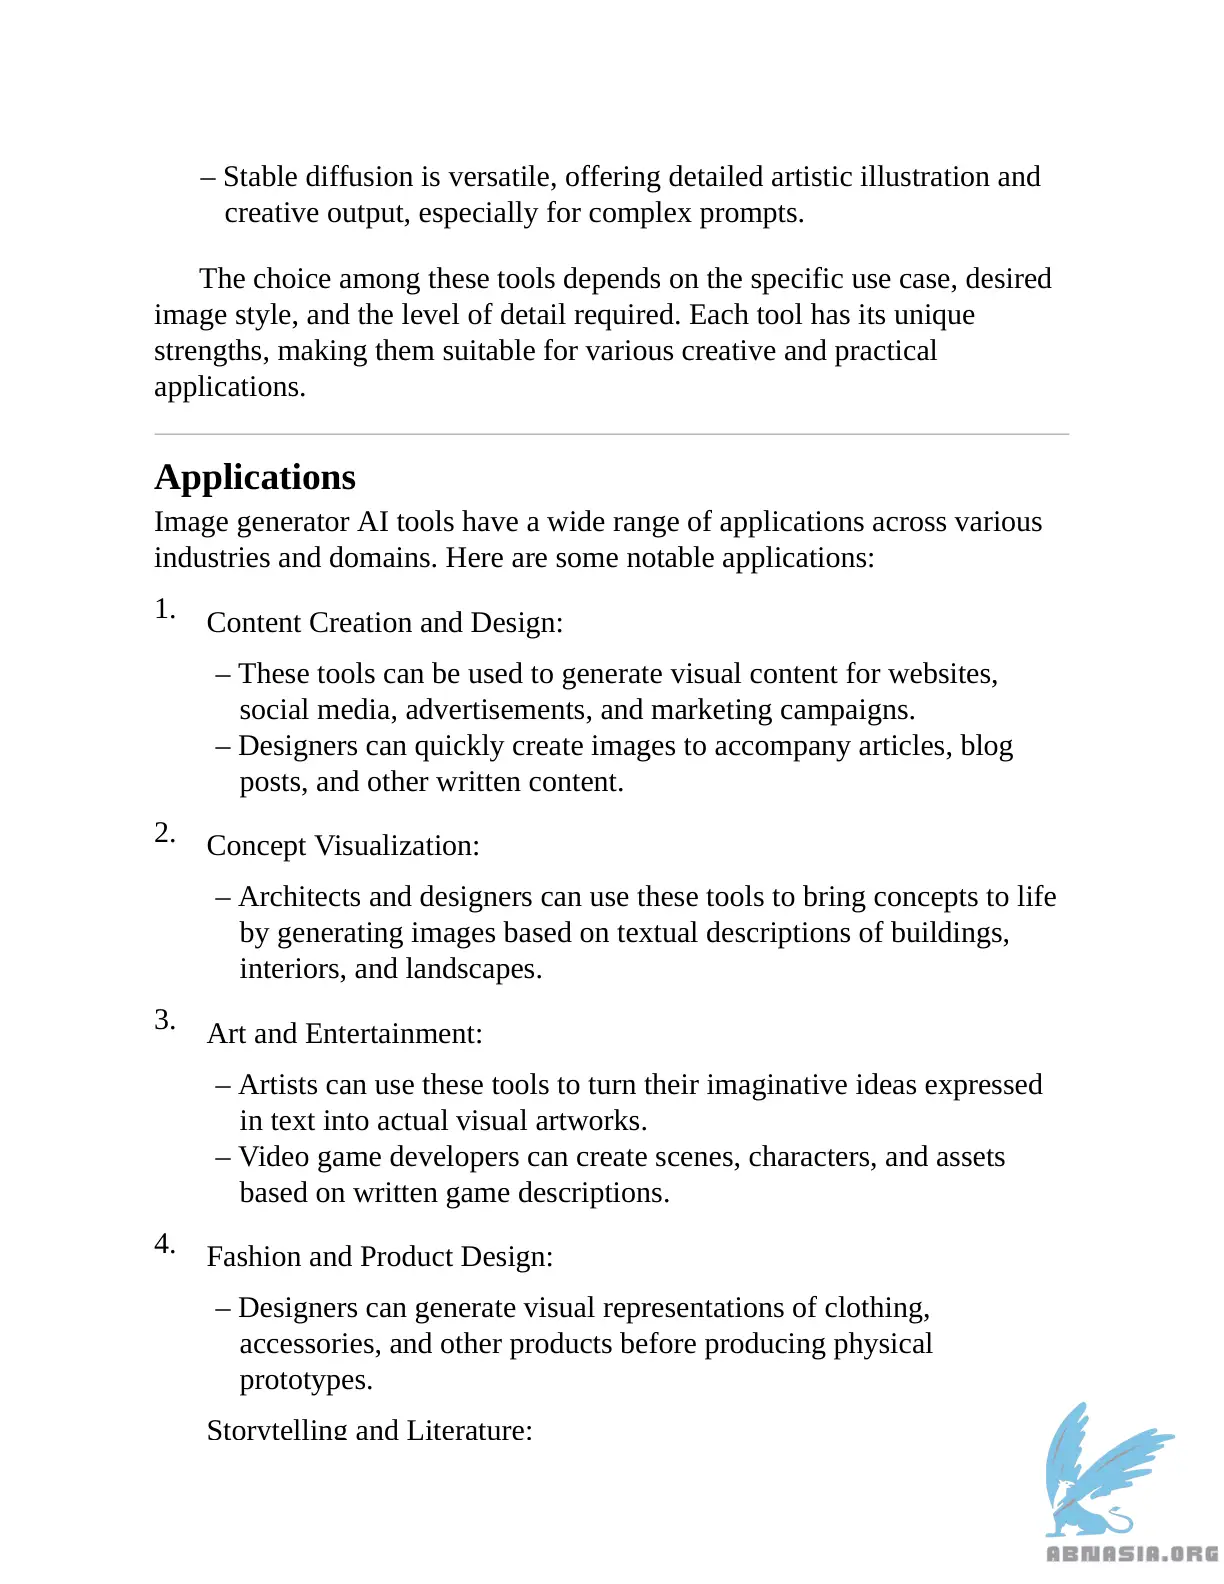 – Stable diffusion is versatile, offering detailed artistic illustration and
creative output, especially for complex prompts.
The choice among these tools depends on the specific use case, desired
image style, and the level of detail required. Each tool has its unique
strengths, making them suitable for various creative and practical
applications.
Applications
Image generator AI tools have a wide range of applications across various
industries and domains. Here are some notable applications:
1. Content Creation and Design:
– These tools can be used to generate visual content for websites,
social media, advertisements, and marketing campaigns.
– Designers can quickly create images to accompany articles, blog
posts, and other written content.
2. Concept Visualization:
– Architects and designers can use these tools to bring concepts to life
by generating images based on textual descriptions of buildings,
interiors, and landscapes.
3. Art and Entertainment:
– Artists can use these tools to turn their imaginative ideas expressed
in text into actual visual artworks.
– Video game developers can create scenes, characters, and assets
based on written game descriptions.
4. Fashion and Product Design:
– Designers can generate visual representations of clothing,
accessories, and other products before producing physical
prototypes.
Storytelling and Literature:
ABNASIA.ORG